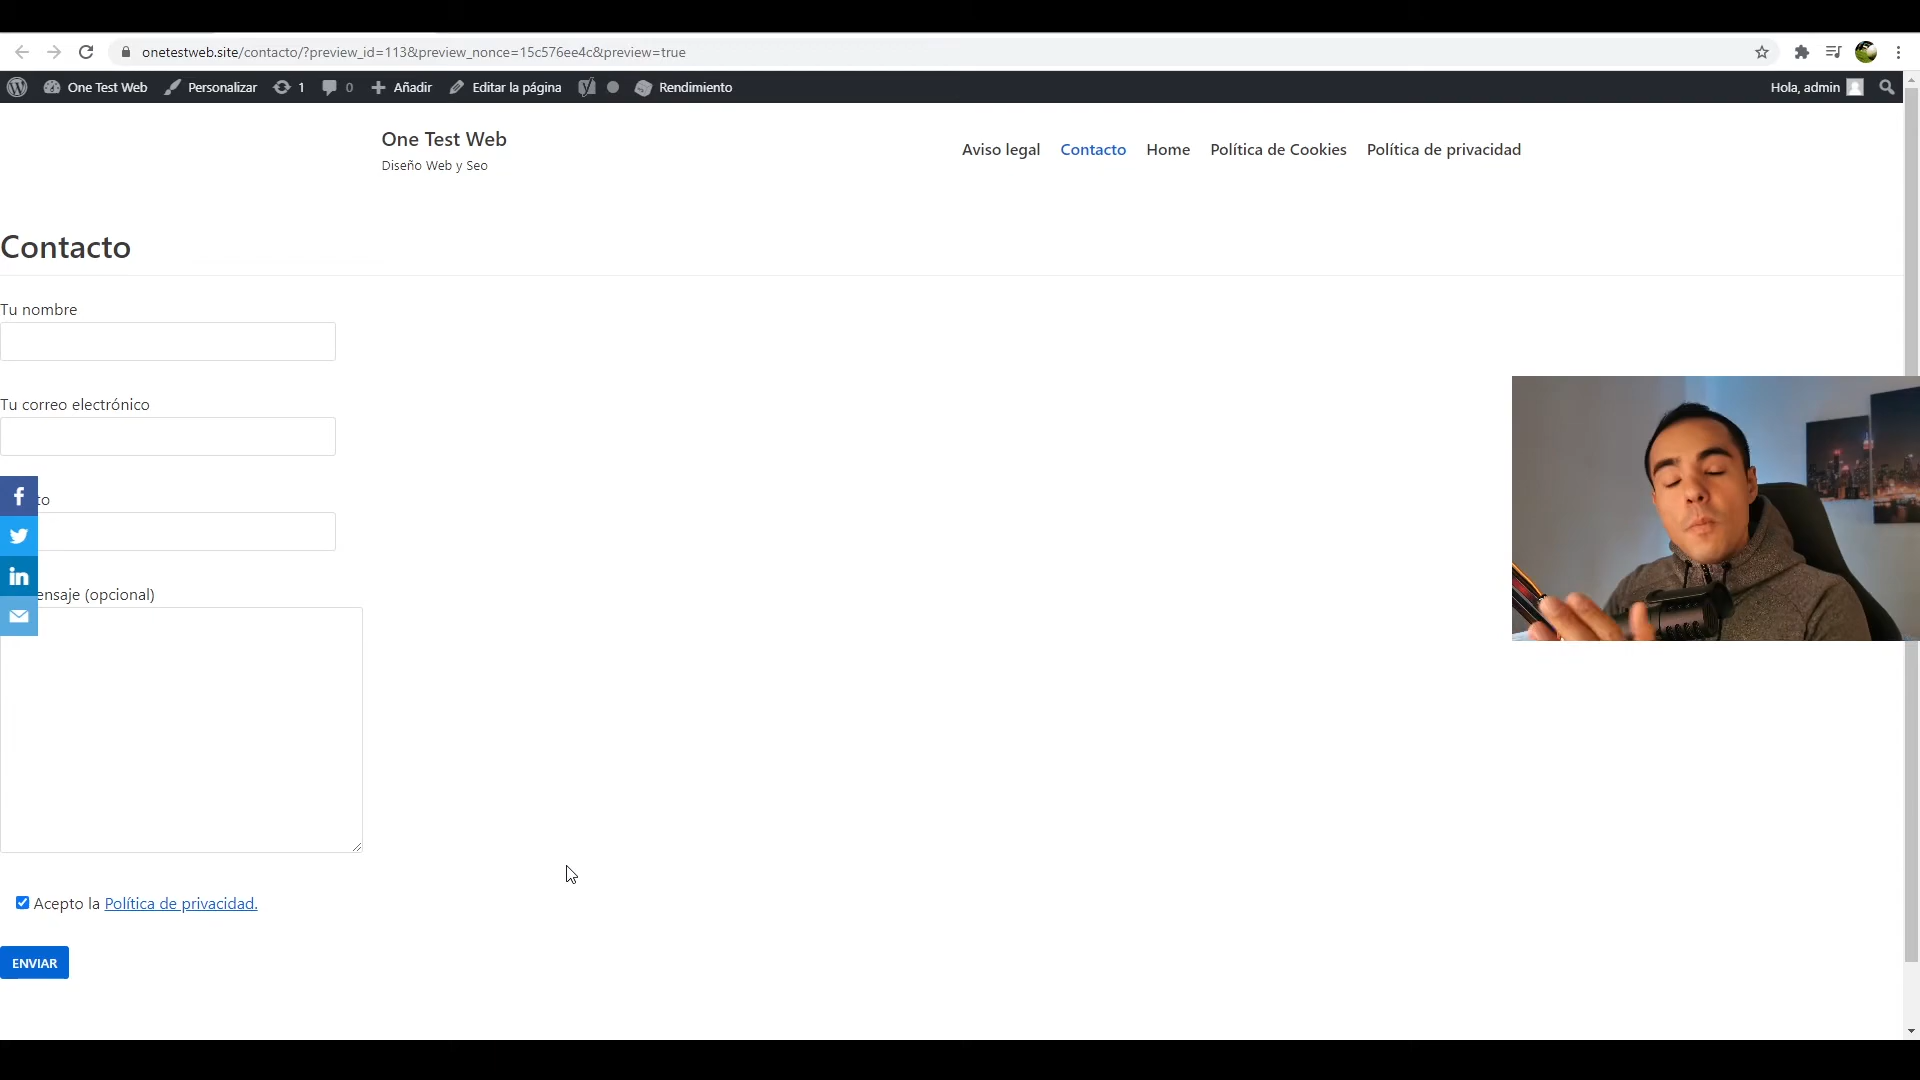 onetestweb.site/contacto/?preview_id=113&preview_nonce=15c576ee4c&preview=true
One Test Web Personalizar 1 0 Añadir Editar la página Rendimiento Hola, admin
One Test Web
Diseño Web y Seo
Aviso legal Contacto Home Política de Cookies Política de privacidad
Contacto
Tu nombre
Tu correo electrónico
to
ensaje (opcional)
Acepto la Política de privacidad.
ENVIAR